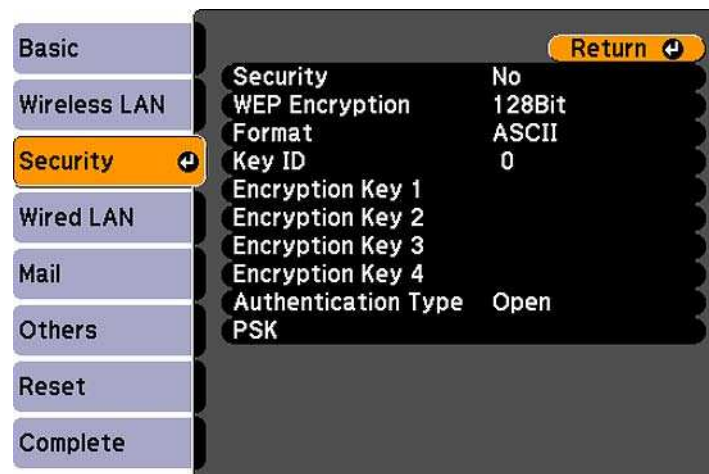 Basic
Wireless LAN
Security
Wired LAN
Mail
Others
Reset
Complete
Return
Security No
WEP Encryption 128Bit
Format ASCII
Key ID 0
Encryption Key 1
Encryption Key 2
Encryption Key 3
Encryption Key 4
Authentication Type Open
PSK